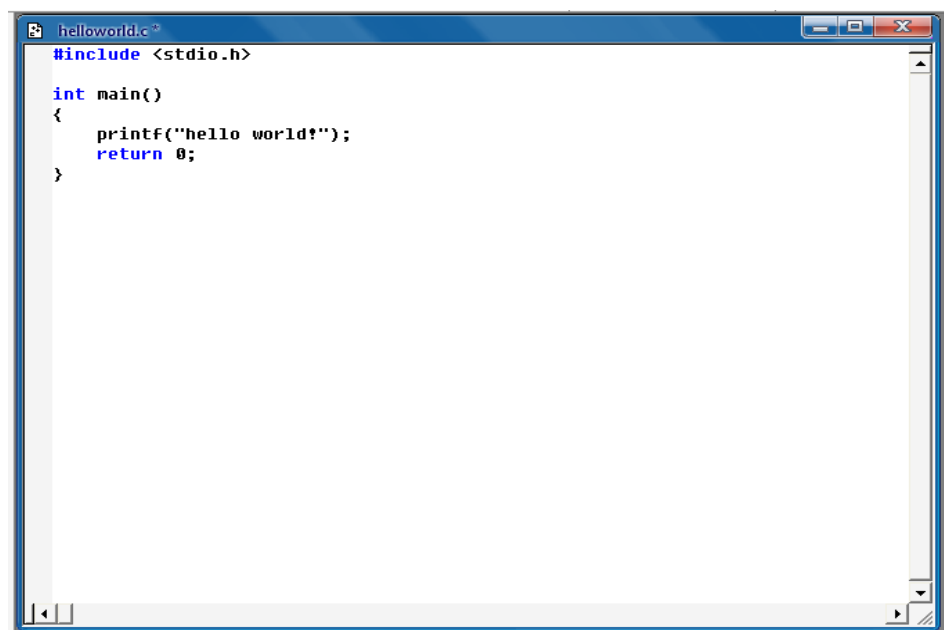 helloworld.c *
#include <stdio.h>
int main()
{
    printf("hello world!");
    return 0;
}